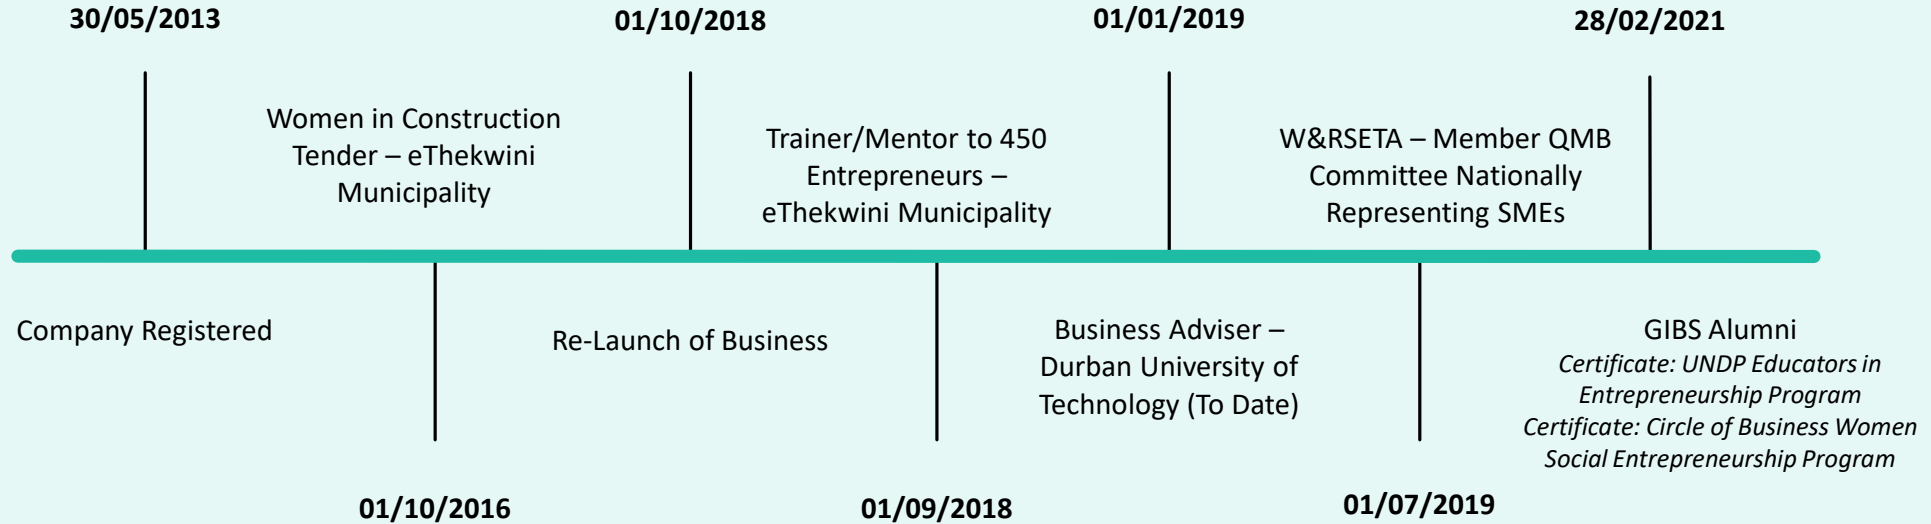 30/05/2013
01/10/2018
01/01/2019
28/02/2021
Women in Construction
Tender – eThekwini
Municipality
Trainer/Mentor to 450
Entrepreneurs –
eThekwini Municipality
W&RSETA – Member QMB
Committee Nationally
Representing SMEs
Company Registered
Re-Launch of Business
Business Adviser –
Durban University of
Technology (To Date)
GIBS Alumni
Certificate: UNDP Educators in
Entrepreneurship Program
Certificate: Circle of Business Women
Social Entrepreneurship Program
01/10/2016
01/09/2018
01/07/2019